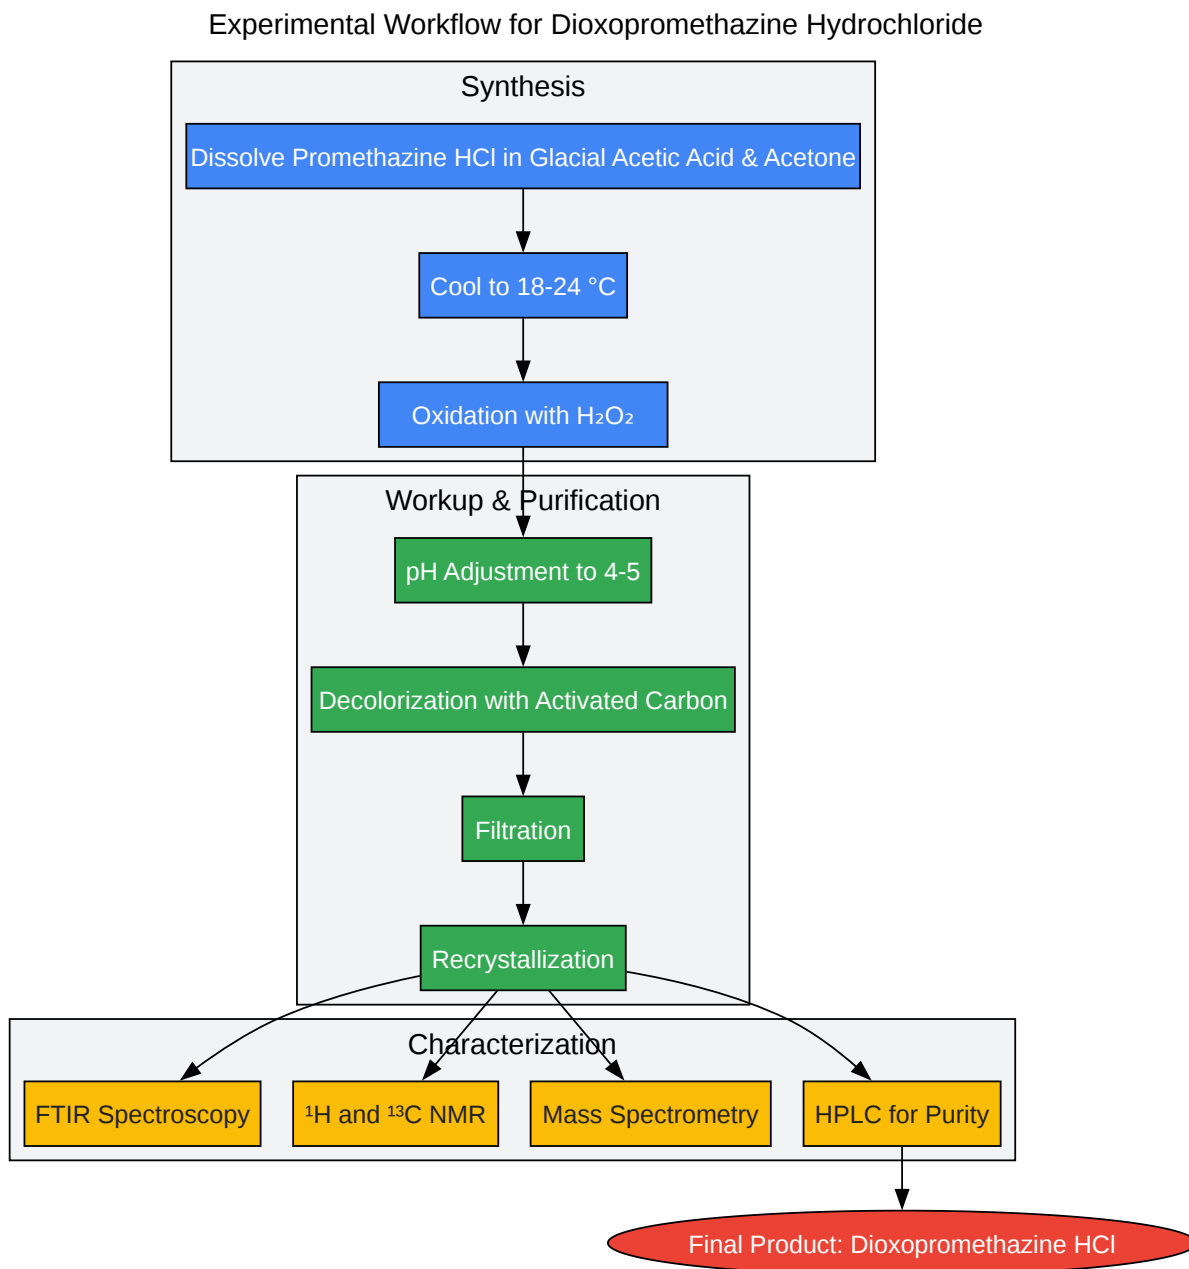 Experimental Workflow for Dioxopromethazine Hydrochloride
Synthesis
Dissolve Promethazine HCl in Glacial Acetic Acid & Acetone
Cool to 18-24 °C
Oxidation with H₂O₂
Workup & Purification
pH Adjustment to 4-5
Decolorization with Activated Carbon
Filtration
Recrystallization
Characterization
FTIR Spectroscopy
¹H and ¹³C NMR
Mass Spectrometry
HPLC for Purity
Final Product: Dioxopromethazine HCl